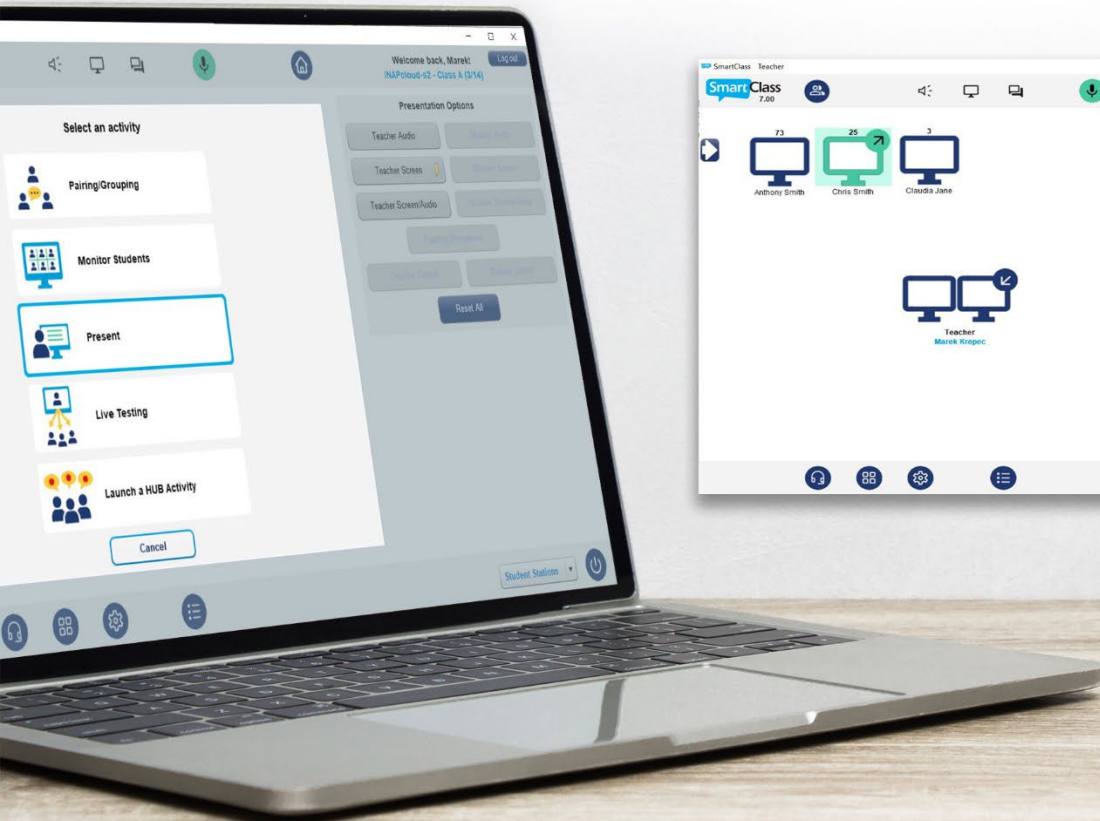 Welcome back, Marek!
Log out
INAPcloud-s2 - Class A (3/14)
Select an activity
Pairing/Grouping
Monitor Students
Present
Live Testing
Launch a HUB Activity
Cancel
Presentation Options
Teacher Audio
Teacher Screen
Teacher Screen/Audio
Reset All
Student Stations
SmartClass Teacher
SmartClass
7.00
73
25
3
Anthony Smith
Chris Smith
Claudia Jane
Teacher
Marek Krepec